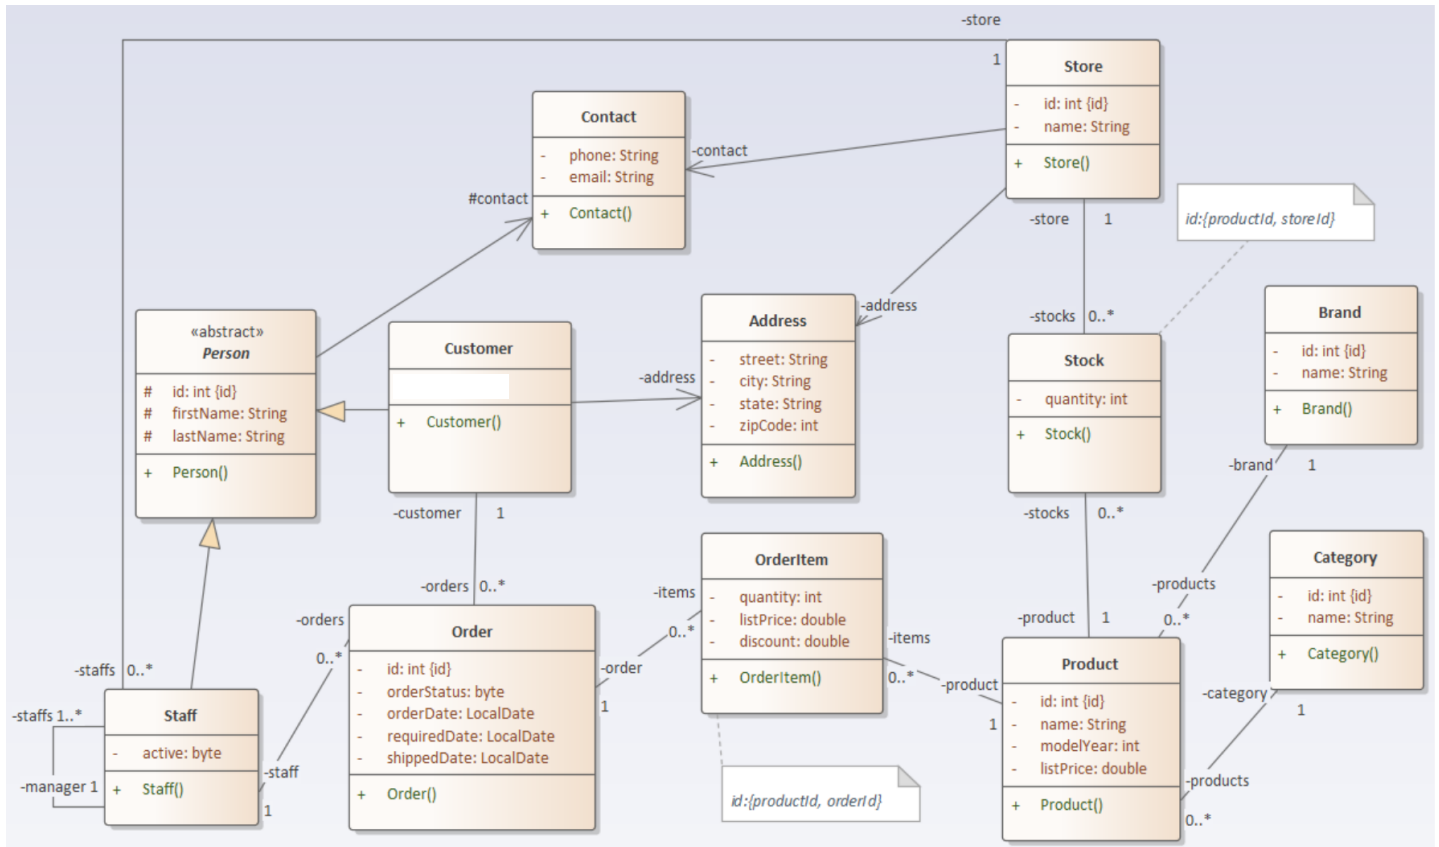 -store
1
Store
- id: int {id}
- name: String
+ Store()
Contact
- phone: String
- email: String
+ Contact()
-contact
#contact
-store 1
id:{productId, storeId}
«abstract»
Person
# id: int {id}
# firstName: String
# lastName: String
+ Person()
Customer
+ Customer()
-address
Address
- street: String
- city: String
- state: String
- zipCode: int
+ Address()
-address
-stocks 0..*
Stock
- quantity: int
+ Stock()
Brand
- id: int {id}
- name: String
+ Brand()
-brand 1
-customer 1
-stocks 0..*
-orders 0..*
OrderItem
- quantity: int
- listPrice: double
- discount: double
+ OrderItem()
-items
0..*
-items
0..*
-products
0..*
Category
- id: int {id}
- name: String
+ Category()
-category
1
-product 1
-orders
0..*
Order
- id: int {id}
- orderStatus: byte
- orderDate: LocalDate
- requiredDate: LocalDate
- shippedDate: LocalDate
+ Order()
-order
1
-product
1
Product
- id: int {id}
- name: String
- modelYear: int
- listPrice: double
+ Product()
-products
0..*
-staffs 0..*
-staffs 1..*
Staff
- active: byte
+ Staff()
-manager 1
-staff
1
id:{productId, orderId}